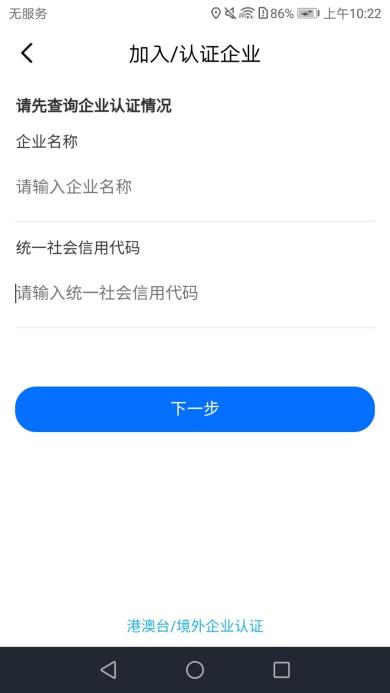 无服务
86%
上午10:22
加入/认证企业
请先查询企业认证情况
企业名称
请输入企业名称
统一社会信用代码
请输入统一社会信用代码
下一步
港澳台/境外企业认证